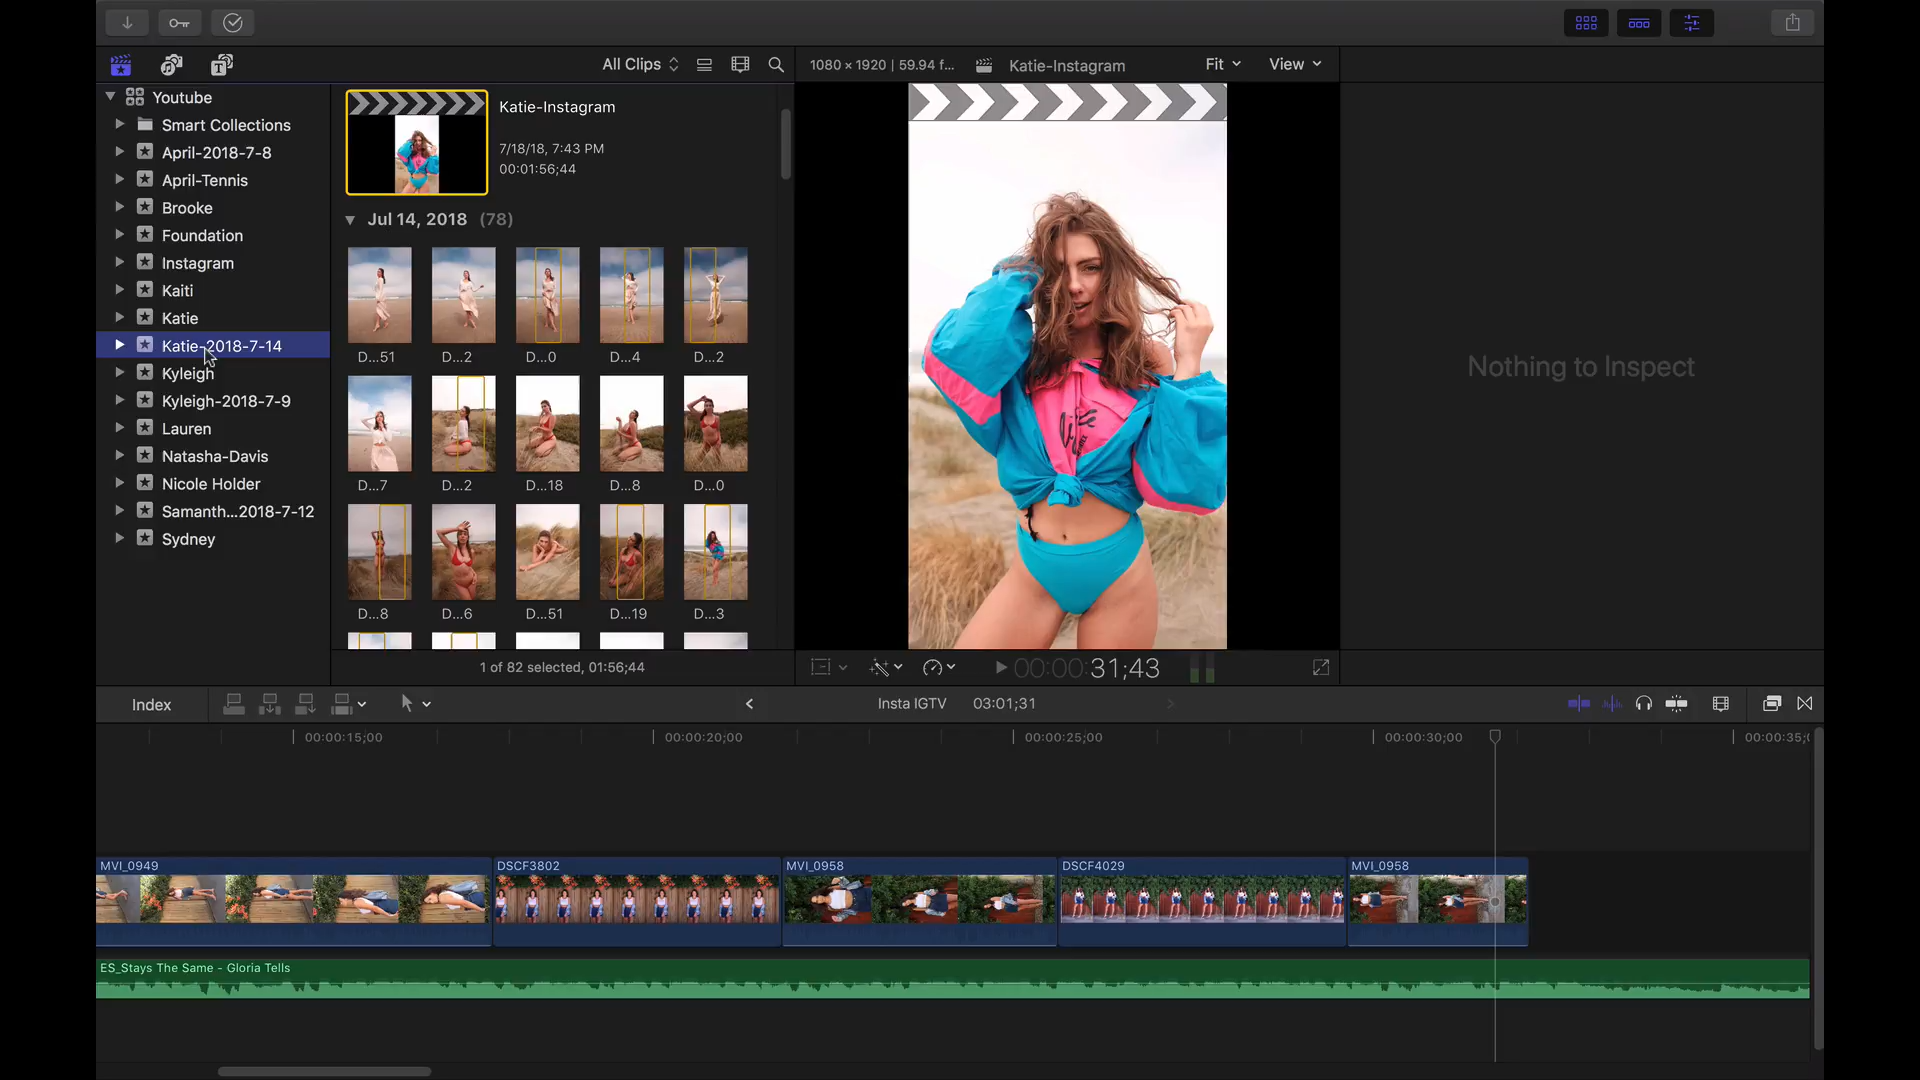 All Clips
1080 × 1920 | 59.94 f...
Katie-Instagram
Fit
View
Youtube
Smart Collections
April-2018-7-8
April-Tennis
Brooke
Foundation
Instagram
Kaiti
Katie
Katie-2018-7-14
Kyleigh
Kyleigh-2018-7-9
Lauren
Natasha-Davis
Nicole Holder
Samanth...2018-7-12
Sydney
Katie-Instagram
7/18/18, 7:43 PM
00:01:56;44
Jul 14, 2018 (78)
D...51 D...2 D...0 D...4 D...2
D...7 D...2 D...18 D...8 D...0
D...8 D...6 D...51 D...19 D...3
1 of 82 selected, 01:56;44
00:00:31;43
Nothing to Inspect
Index
Insta IGTV 03:01;31
00:00:15;00 00:00:20;00 00:00:25;00 00:00:30;00 00:00:35;
MVI_0949 DSCF3802 MVI_0958 DSCF4029 MVI_0958
ES_Stays The Same - Gloria Tells